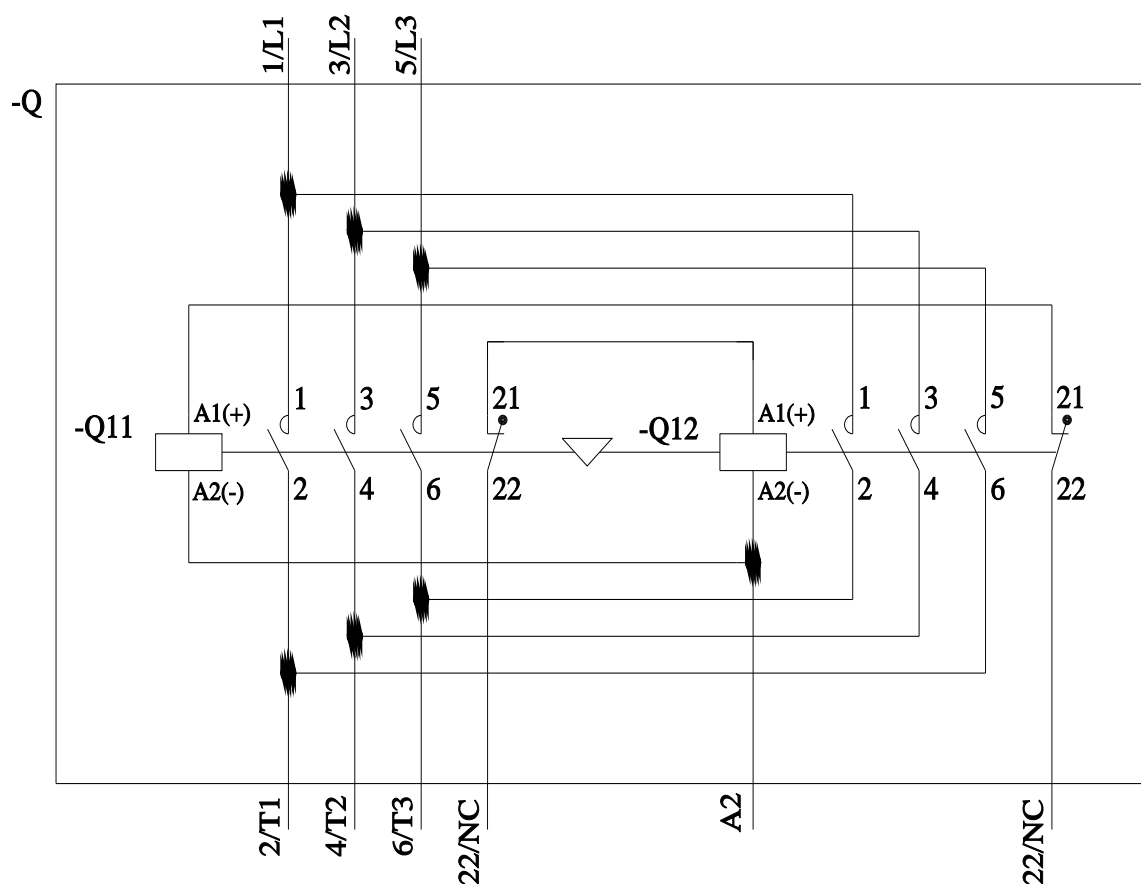 1/L1
3/L2
5/L3
-Q
1
3
5
21
1
3
5
21
A1(+)
A1(+)
-Q11
-Q12
A2(-)
2
4
6
22
A2(-)
2
4
6
22
2/T1
4/T2
6/T3
22/NC
A2
22/NC